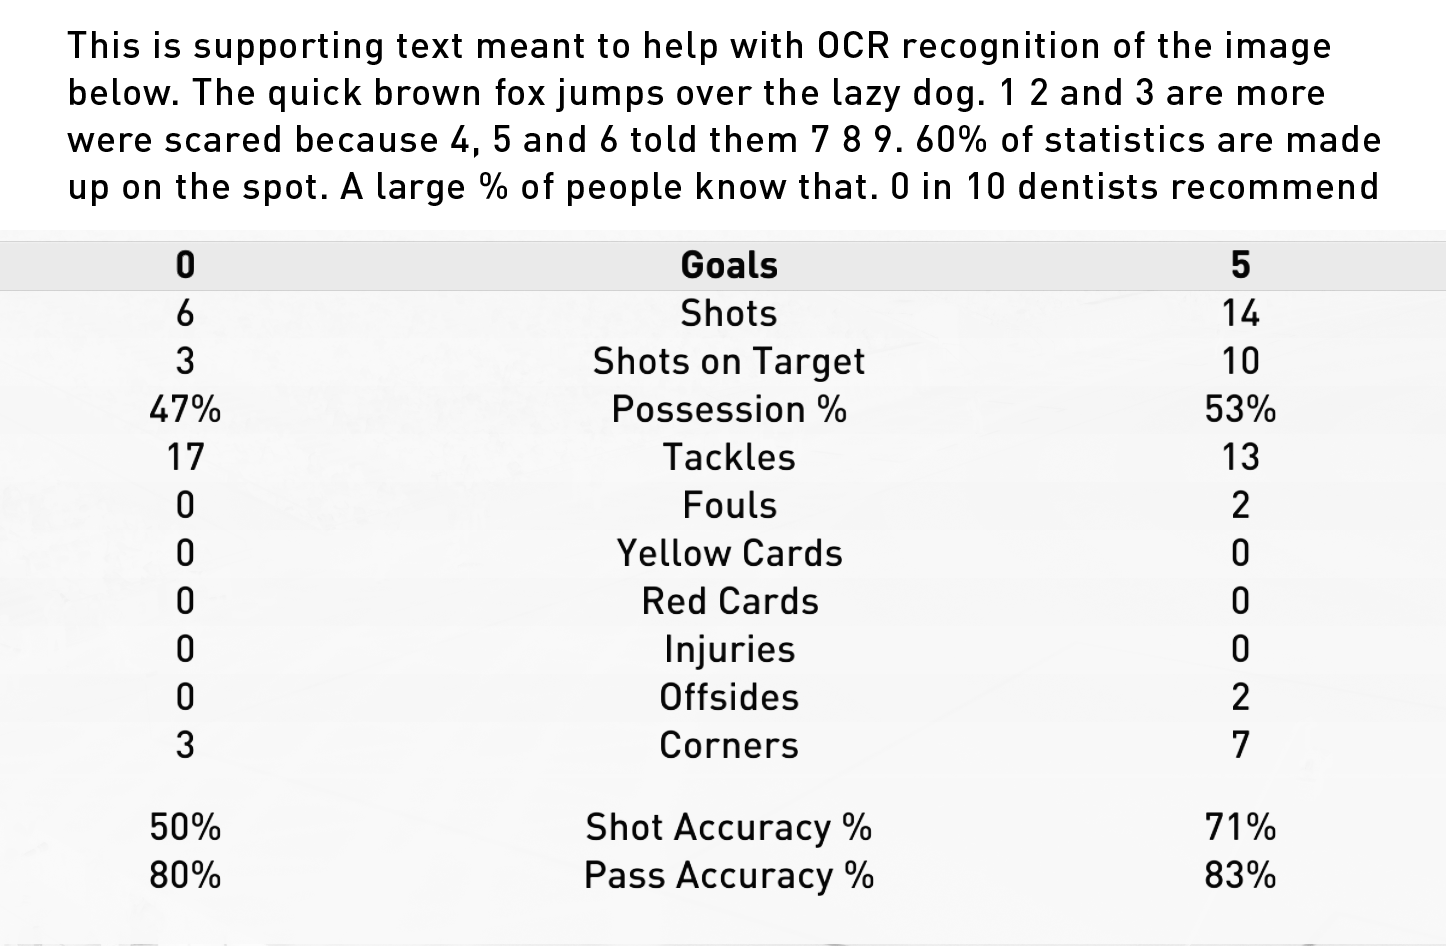 This is supporting text meant to help with OCR recognition of the image
below. The quick brown fox jumps over the lazy dog. 1 2 and 3 are more
were scared because 4, 5 and 6 told them 7 8 9. 60% of statistics are made
up on the spot. A large % of people know that. 0 in 10 dentists recommend
0 Goals 5
6 Shots 14
3 Shots on Target 10
47% Possession % 53%
17 Tackles 13
0 Fouls 2
0 Yellow Cards 0
0 Red Cards 0
0 Injuries 0
0 Offsides 2
3 Corners 7
50% Shot Accuracy % 71%
80% Pass Accuracy % 83%